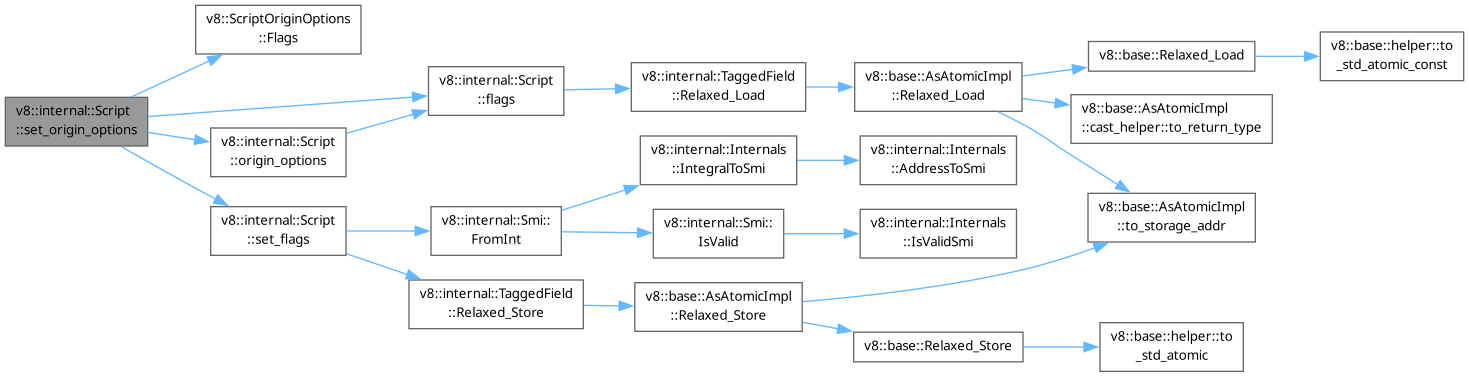 v8::internal::Script
::set_origin_options
v8::ScriptOriginOptions
::Flags
v8::internal::Script
::flags
v8::internal::Script
::origin_options
v8::internal::Script
::set_flags
v8::internal::TaggedField
::Relaxed_Load
v8::base::AsAtomicImpl
::Relaxed_Load
v8::base::Relaxed_Load
v8::base::helper::to
_std_atomic_const
v8::base::AsAtomicImpl
::cast_helper::to_return_type
v8::base::AsAtomicImpl
::to_storage_addr
v8::internal::Smi::
FromInt
v8::internal::Internals
::IntegralToSmi
v8::internal::Internals
::AddressToSmi
v8::internal::Smi::
IsValid
v8::internal::Internals
::IsValidSmi
v8::internal::TaggedField
::Relaxed_Store
v8::base::AsAtomicImpl
::Relaxed_Store
v8::base::Relaxed_Store
v8::base::helper::to
_std_atomic